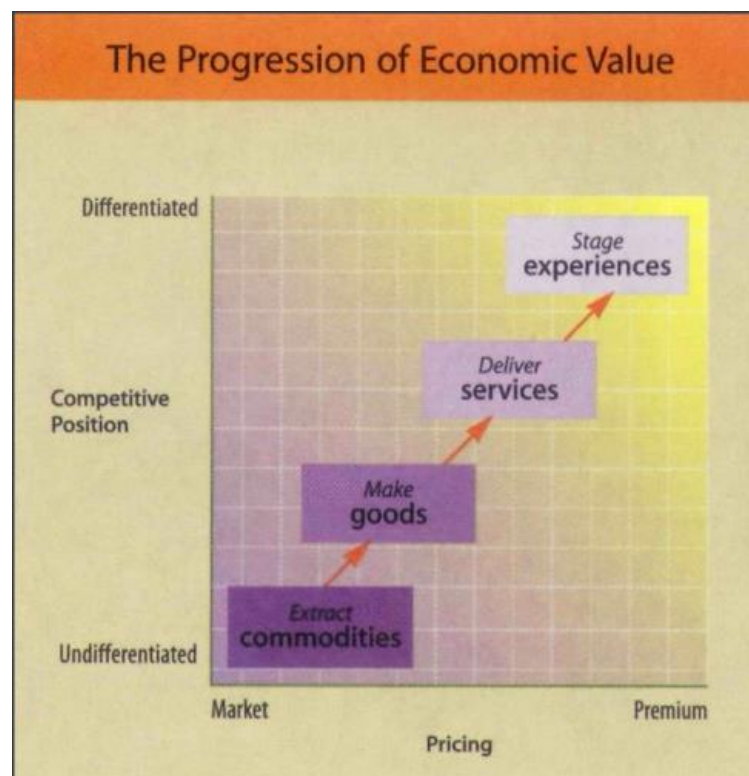 The Progression of Economic Value
Differentiated
Stage
experiences
Deliver
services
Competitive
Position
Make
goods
Extract
commodities
Undifferentiated
Market
Premium
Pricing